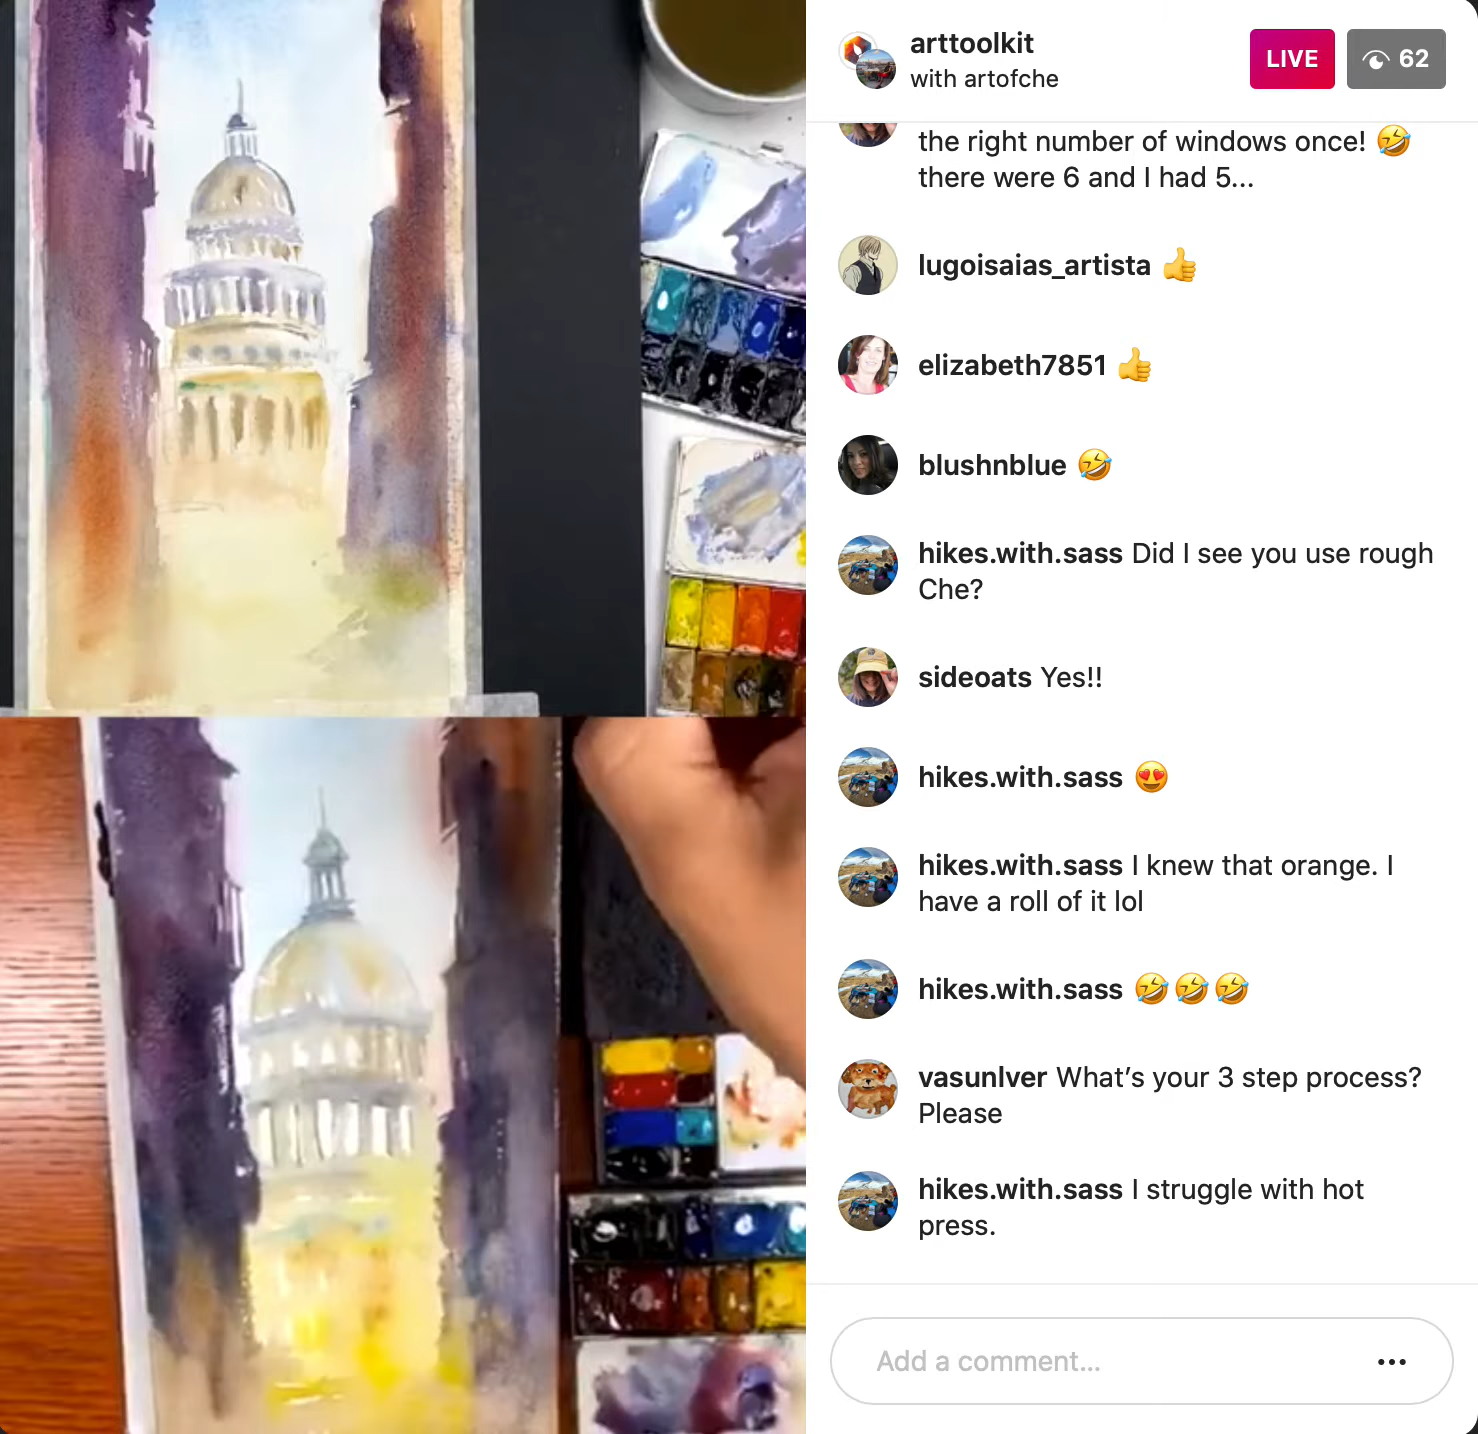 arttoolkit
with artofche
LIVE
62
the right number of windows once! 🤣
there were 6 and I had 5...
lugoisaias_artista 👍
elizabeth7851 👍
blushnblue 🤣
hikes.with.sass Did I see you use rough
Che?
sideoats Yes!!
hikes.with.sass 😍
hikes.with.sass I knew that orange. I
have a roll of it lol
hikes.with.sass 🤣🤣🤣
vasunlver What’s your 3 step process?
Please
hikes.with.sass I struggle with hot
press.
Add a comment...